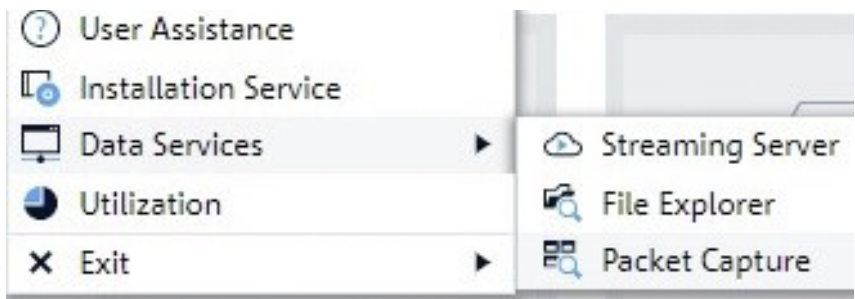 User Assistance
Installation Service
Data Services
Utilization
Exit
Streaming Server
File Explorer
Packet Capture